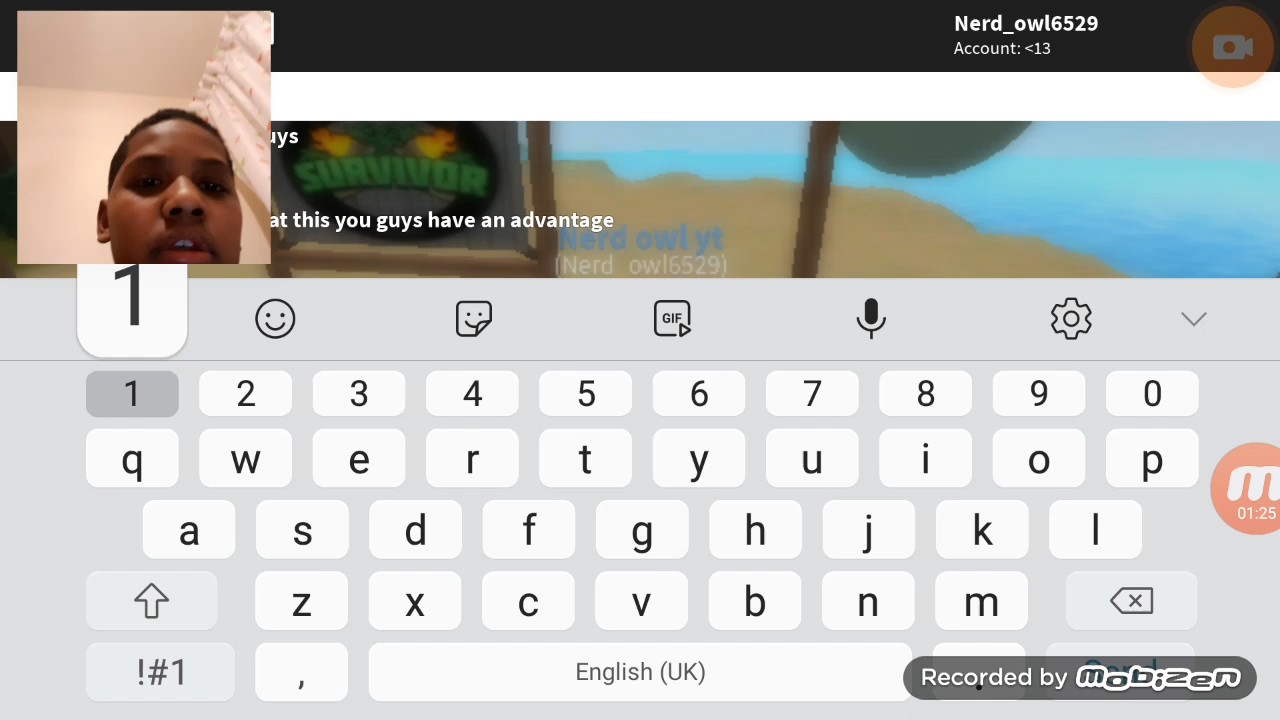 Nerd_owl6529
Account: <13
uys
SURVIVOR
at this you guys have an advantage
Nerd owl yt
(Nerd_owl6529)
1
GIF
1 2 3 4 5 6 7 8 9 0
q w e r t y u i o p
a s d f g h j k l
01:25
z x c v b n m
!#1 , English (UK) .
Send
Recorded by MOBIZEN